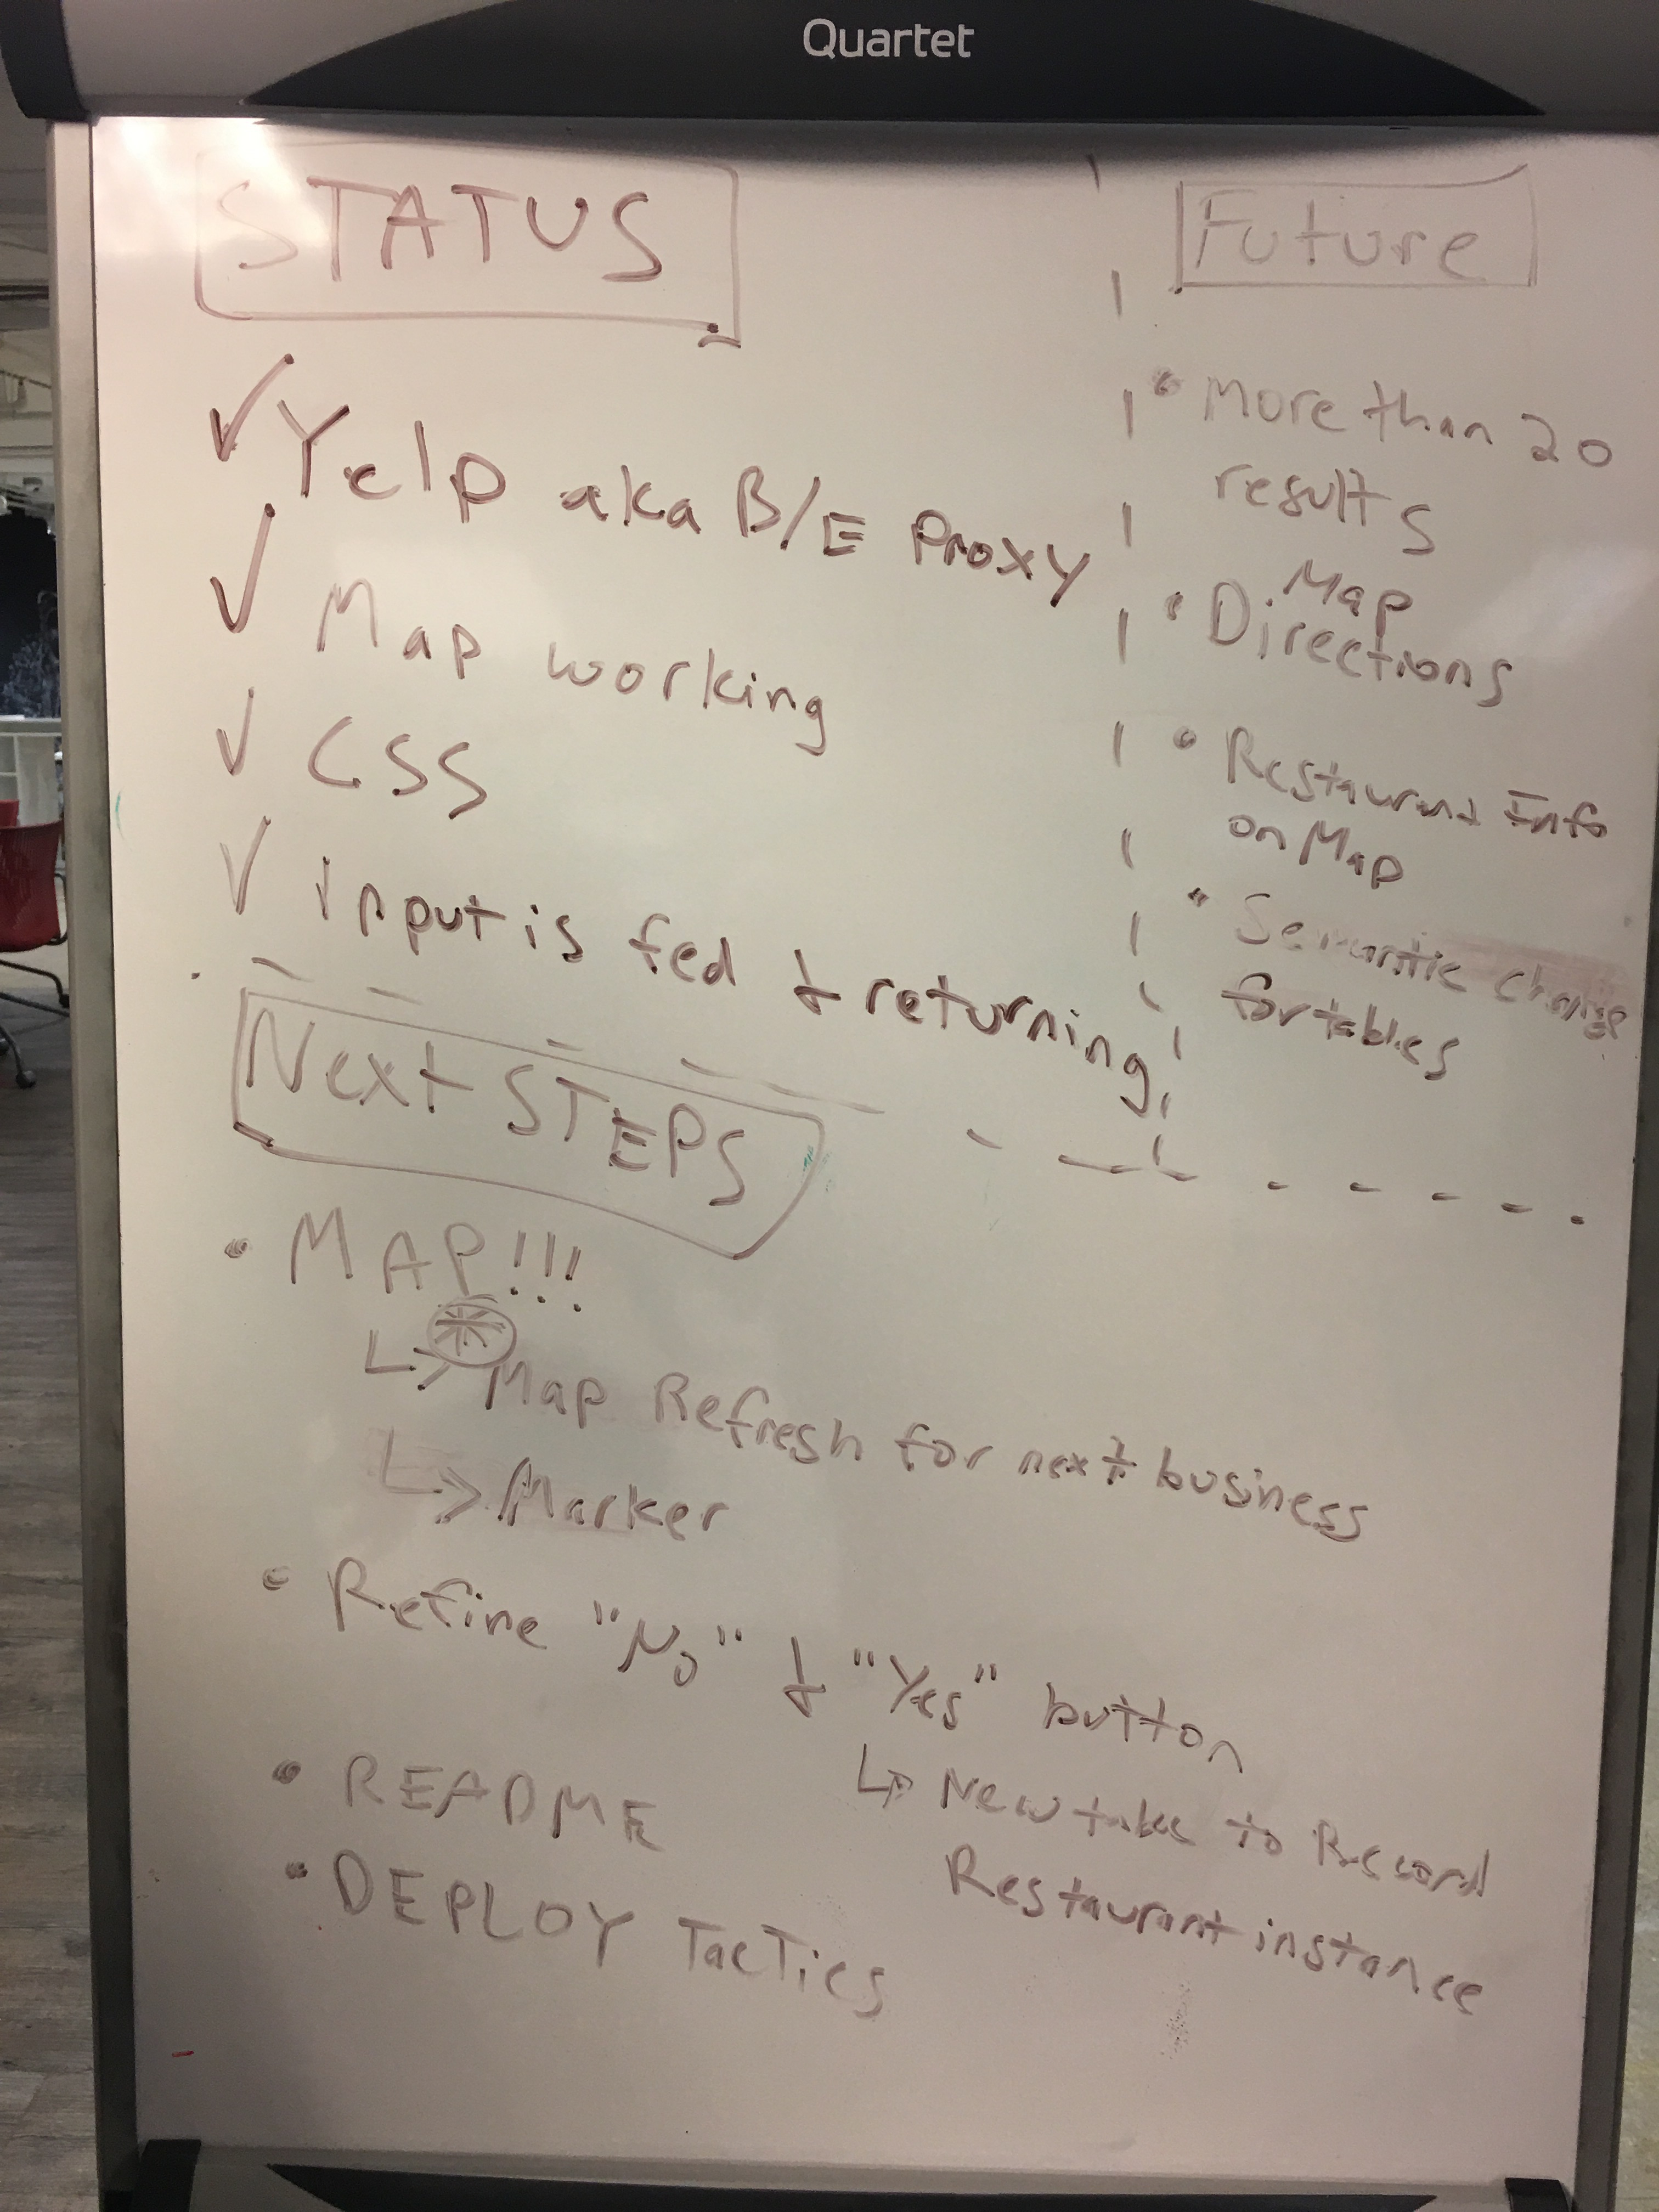 Quartet
STATUS
✓ Yelp aka B/E Proxy
✓ Map working
✓ CSS
✓ Input is fed & returning
Future
• More than 20
results
• Map
Directions
• Restaurant Info
on Map
• Semantic change
for tables
Next STEPS
• MAP!!!
↳ * Map Refresh for next business
↳ Marker
• Refine "No" & "Yes" button
↳ New to Record
Restaurant instance
• README
• DEPLOY TacTics